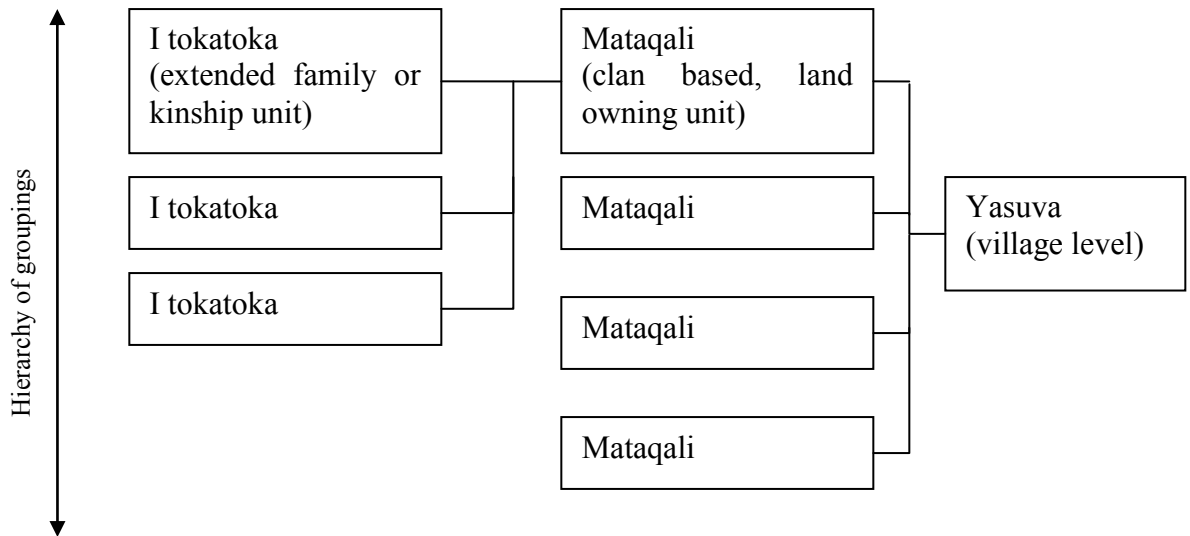 Hierarchy of groupings
I tokatoka
(extended family or
kinship unit)
I tokatoka
I tokatoka
Mataqali
(clan based, land
owning unit)
Mataqali
Mataqali
Mataqali
Yasuva
(village level)